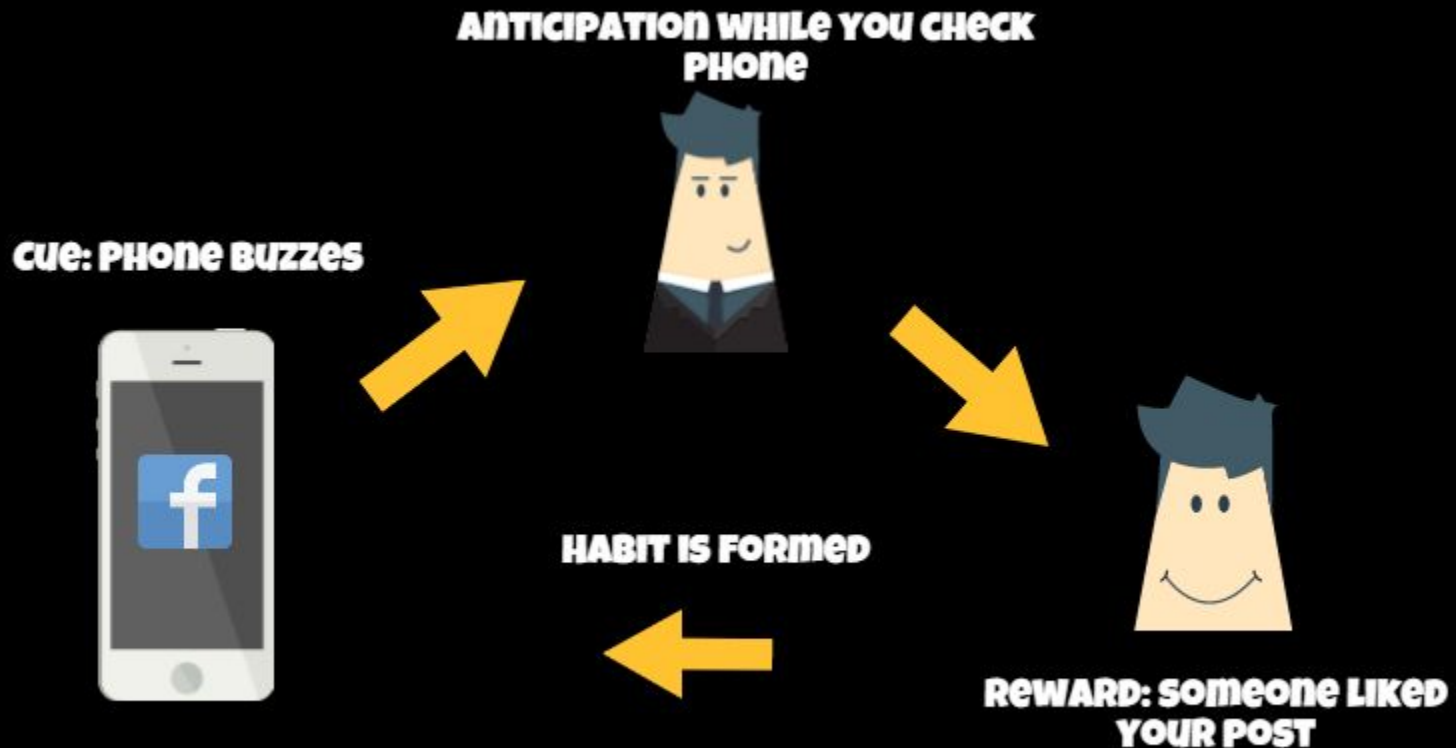 ANTICIPATION WHILE YOU CHECK
PHONE
CUE: PHONE BUZZES
f
HABIT IS FORMED
REWARD: SOMEONE LIKED
YOUR POST